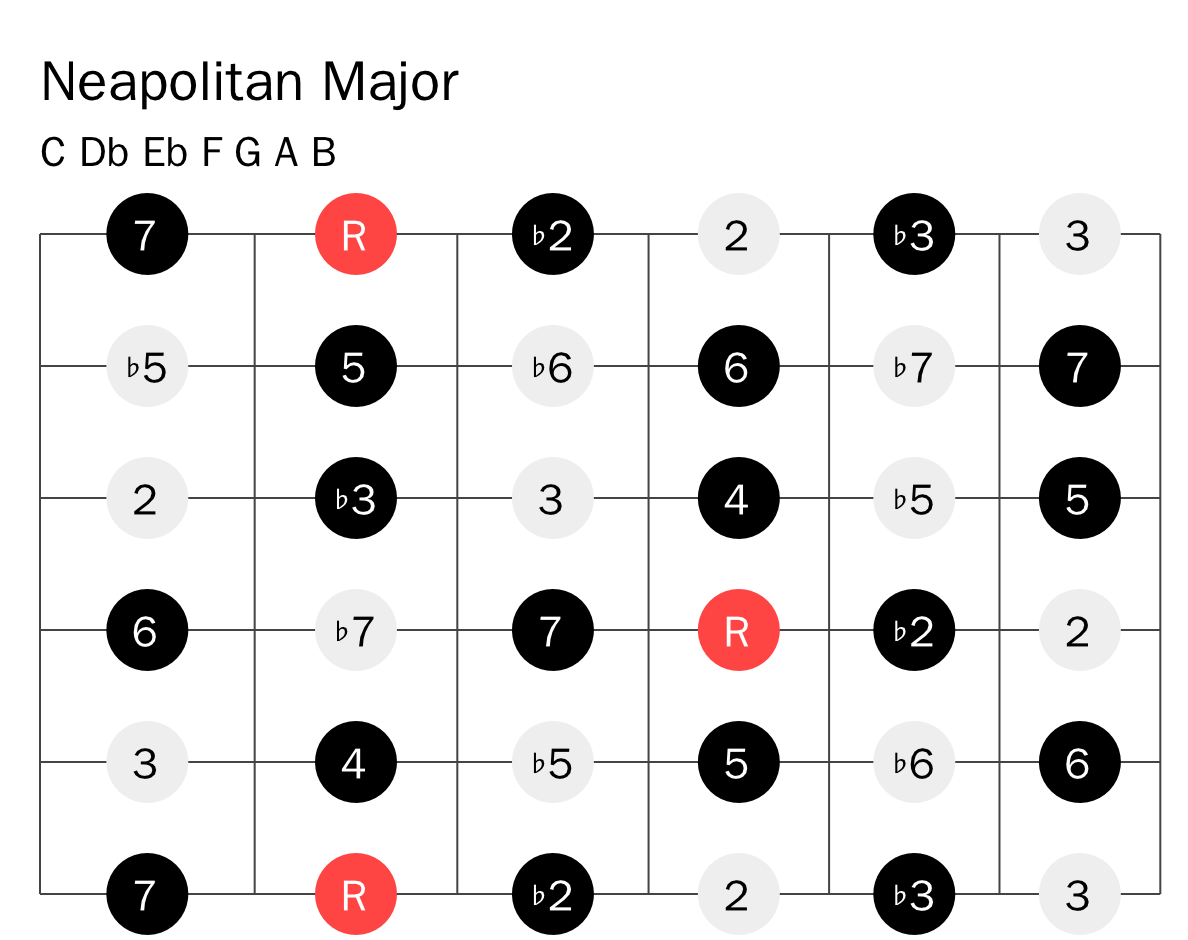 Neapolitan Major
C Db Eb F G A B
7 R ♭2 2 ♭3 3
♭5 5 ♭6 6 ♭7 7
2 ♭3 3 4 ♭5 5
6 ♭7 7 R ♭2 2
3 4 ♭5 5 ♭6 6
7 R ♭2 2 ♭3 3